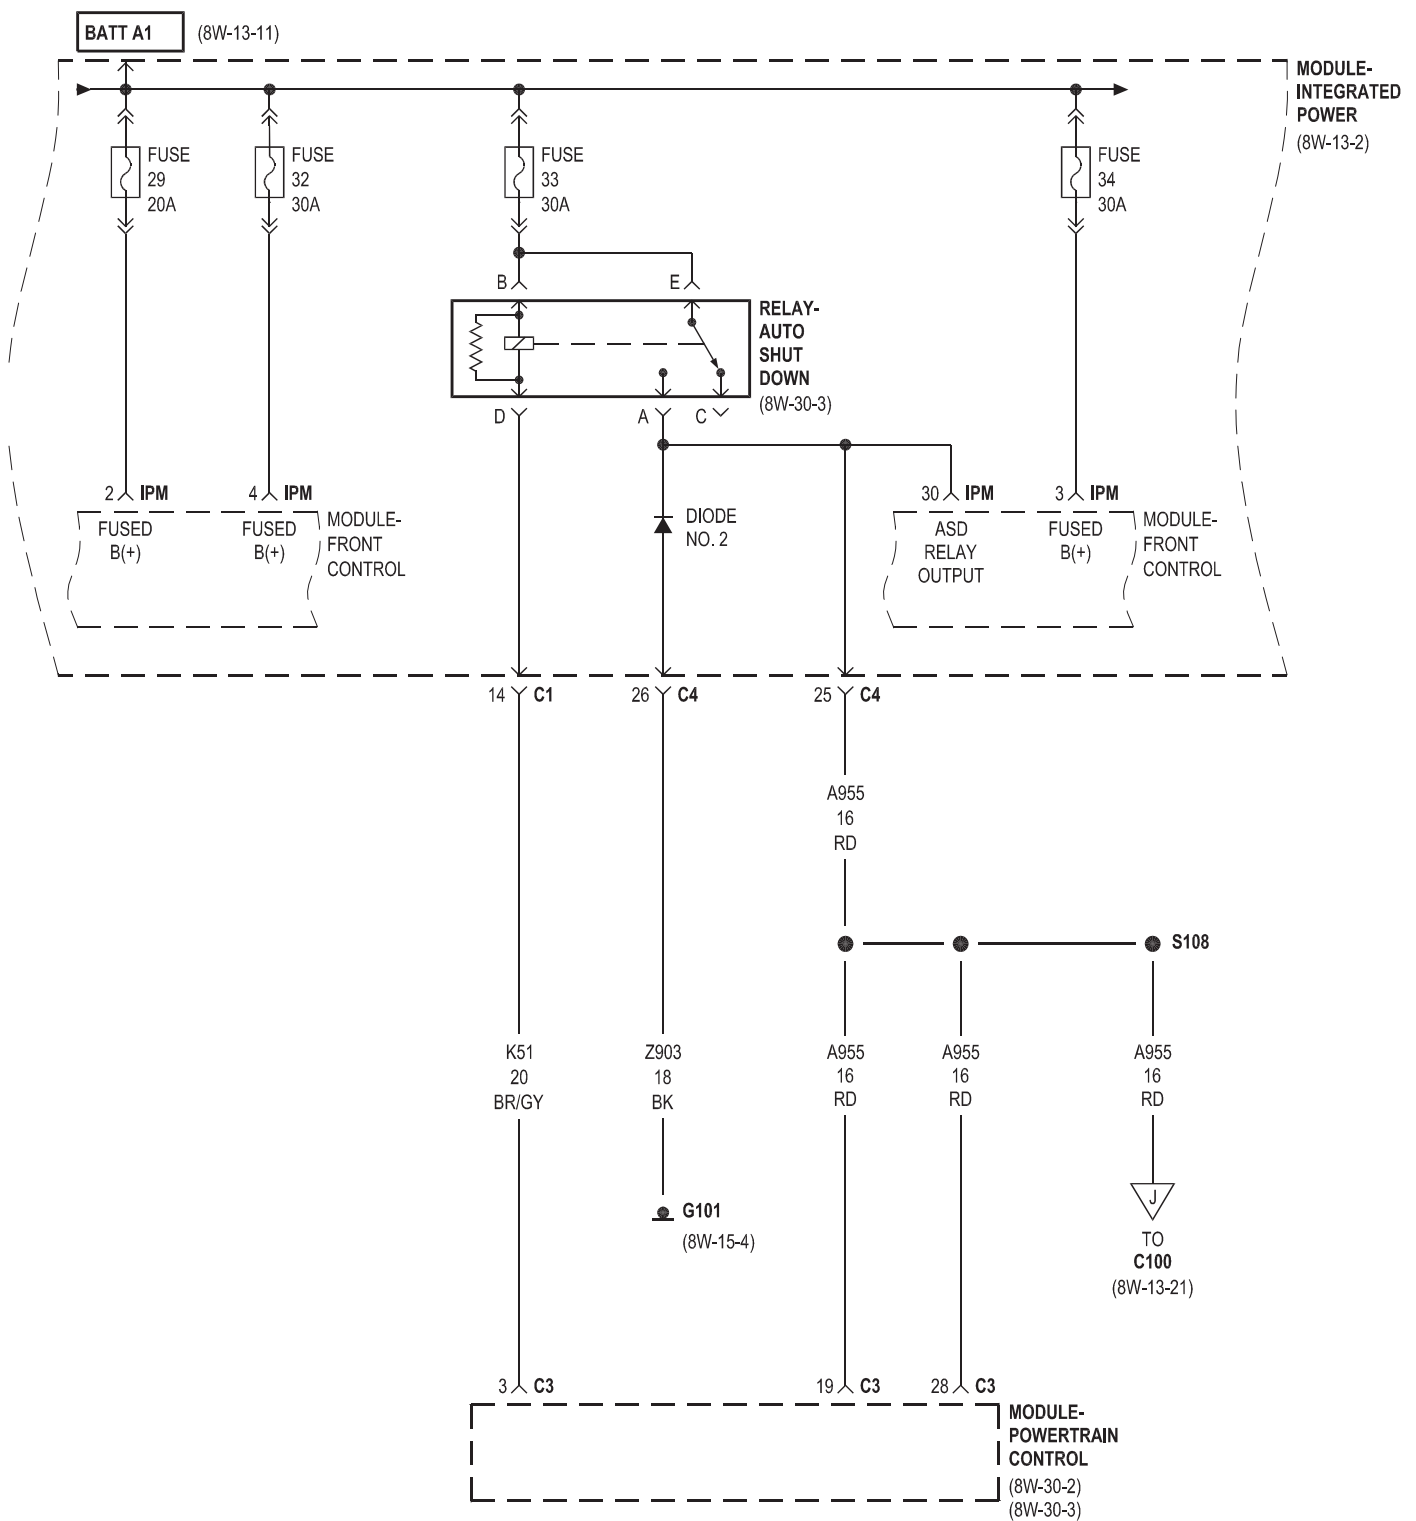 BATT A1 (8W-13-11)
MODULE-
INTEGRATED
POWER
(8W-13-2)
FUSE
29
20A
FUSE
32
30A
FUSE
33
30A
FUSE
34
30A
B
E
RELAY-
AUTO
SHUT
DOWN
(8W-30-3)
D
A
C
2 IPM
4 IPM
30 IPM
3 IPM
FUSED
B(+)
FUSED
B(+)
MODULE-
FRONT
CONTROL
DIODE
NO. 2
ASD
RELAY
OUTPUT
FUSED
B(+)
MODULE-
FRONT
CONTROL
14 C1
26 C4
25 C4
A955
16
RD
S108
K51
20
BR/GY
Z903
18
BK
A955
16
RD
A955
16
RD
A955
16
RD
G101
(8W-15-4)
J
TO
C100
(8W-13-21)
3 C3
19 C3
28 C3
MODULE-
POWERTRAIN
CONTROL
(8W-30-2)
(8W-30-3)